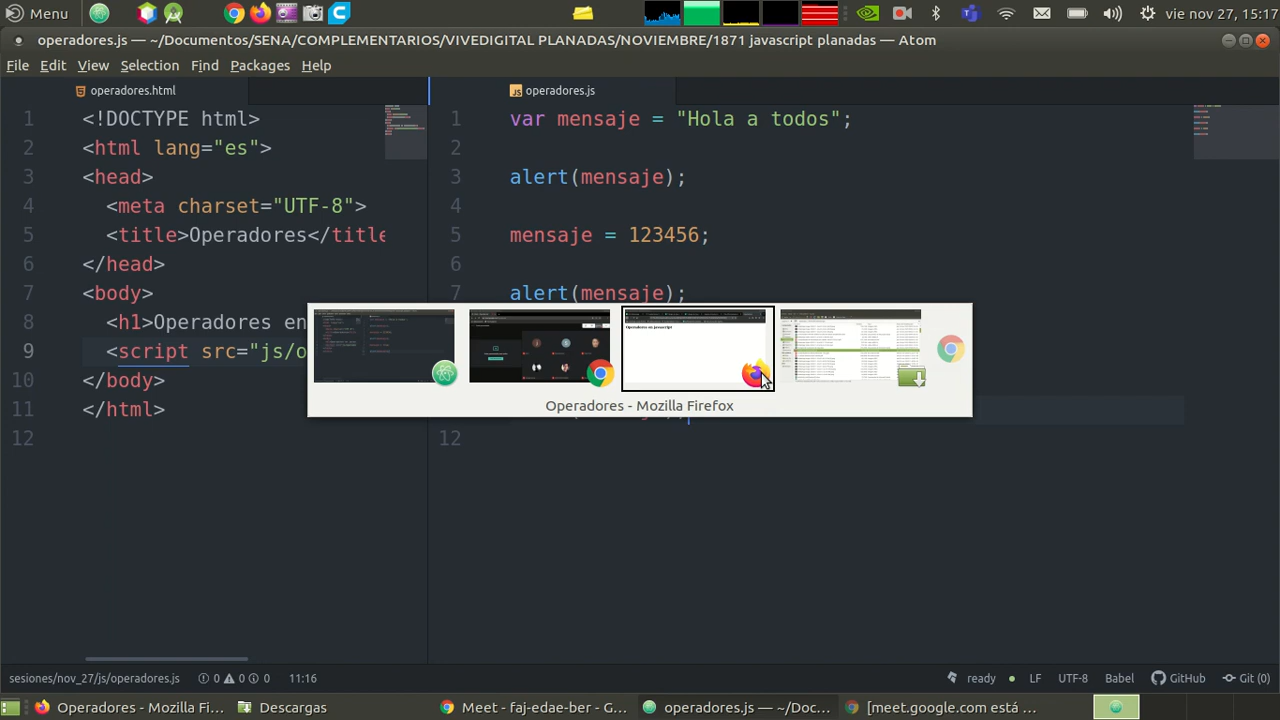 Menu
vie nov 27, 15:17
operadores.js — ~/Documentos/SENA/COMPLEMENTARIOS/VIVEDIGITAL PLANADAS/NOVIEMBRE/1871 javascript planadas — Atom
File Edit View Selection Find Packages Help
operadores.html
1 <!DOCTYPE html>
2 <html lang="es">
3 <head>
4 <meta charset="UTF-8">
5 <title>Operadores</title
6 </head>
7 <body>
8 <h1>Operadores en
9 <script src="js/o
10 </body>
11 </html>
12
operadores.js
1 var mensaje = "Hola a todos";
2
3 alert(mensaje);
4
5 mensaje = 123456;
6
7 alert(mensaje);
12
Operadores en javascript
Operadores - Mozilla Firefox
sesiones/nov_27/js/operadores.js 0 0 0 11:16
ready LF UTF-8 Babel GitHub Git (0)
Operadores - Mozilla Fi... Descargas Meet - faj-edae-ber - G... operadores.js — ~/Doc... [meet.google.com está ...